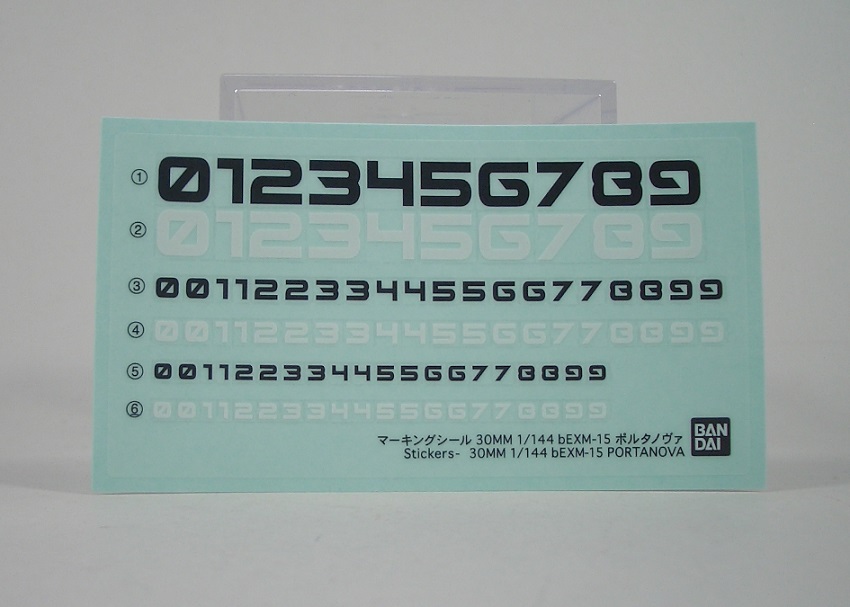 ① 0123456789
② 0123456789
③ 00112233445566778899
④ 00112233445566778899
⑤ 00112233445566778899
⑥ 00112233445566778899
マーキングシール 30MM 1/144 bEXM-15 ポルタノヴァ
Stickers- 30MM 1/144 bEXM-15 PORTANOVA
BAN
DAI